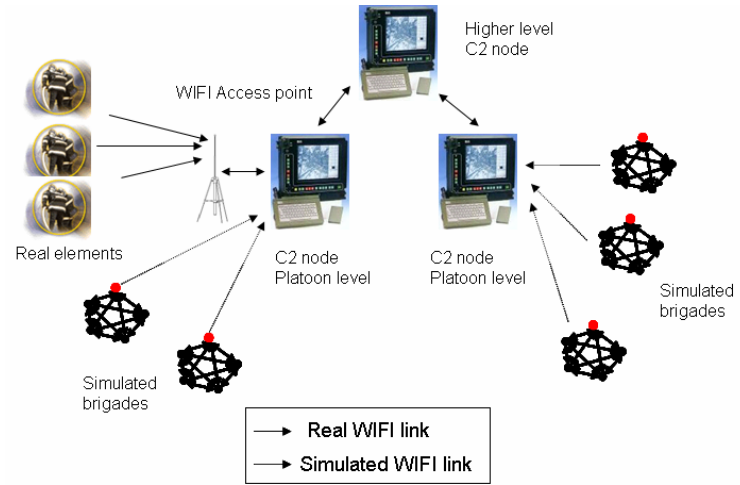 Higher level
C2 node
WIFI Access point
Real elements
C2 node
Platoon level
C2 node
Platoon level
Simulated
brigades
Simulated
brigades
Real WIFI link
Simulated WIFI link